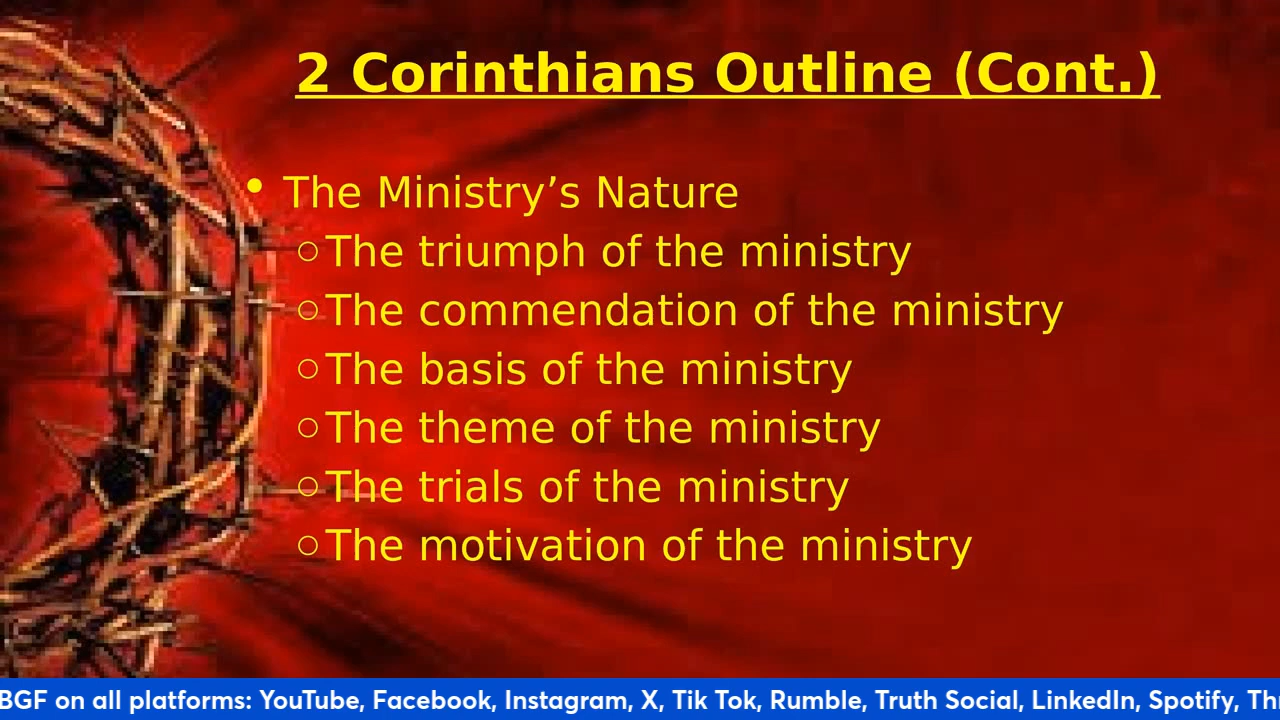 2 Corinthians Outline (Cont.)
• The Ministry’s Nature
○The triumph of the ministry
○The commendation of the ministry
○The basis of the ministry
○The theme of the ministry
○The trials of the ministry
○The motivation of the ministry
BGF on all platforms: YouTube, Facebook, Instagram, X, Tik Tok, Rumble, Truth Social, LinkedIn, Spotify,